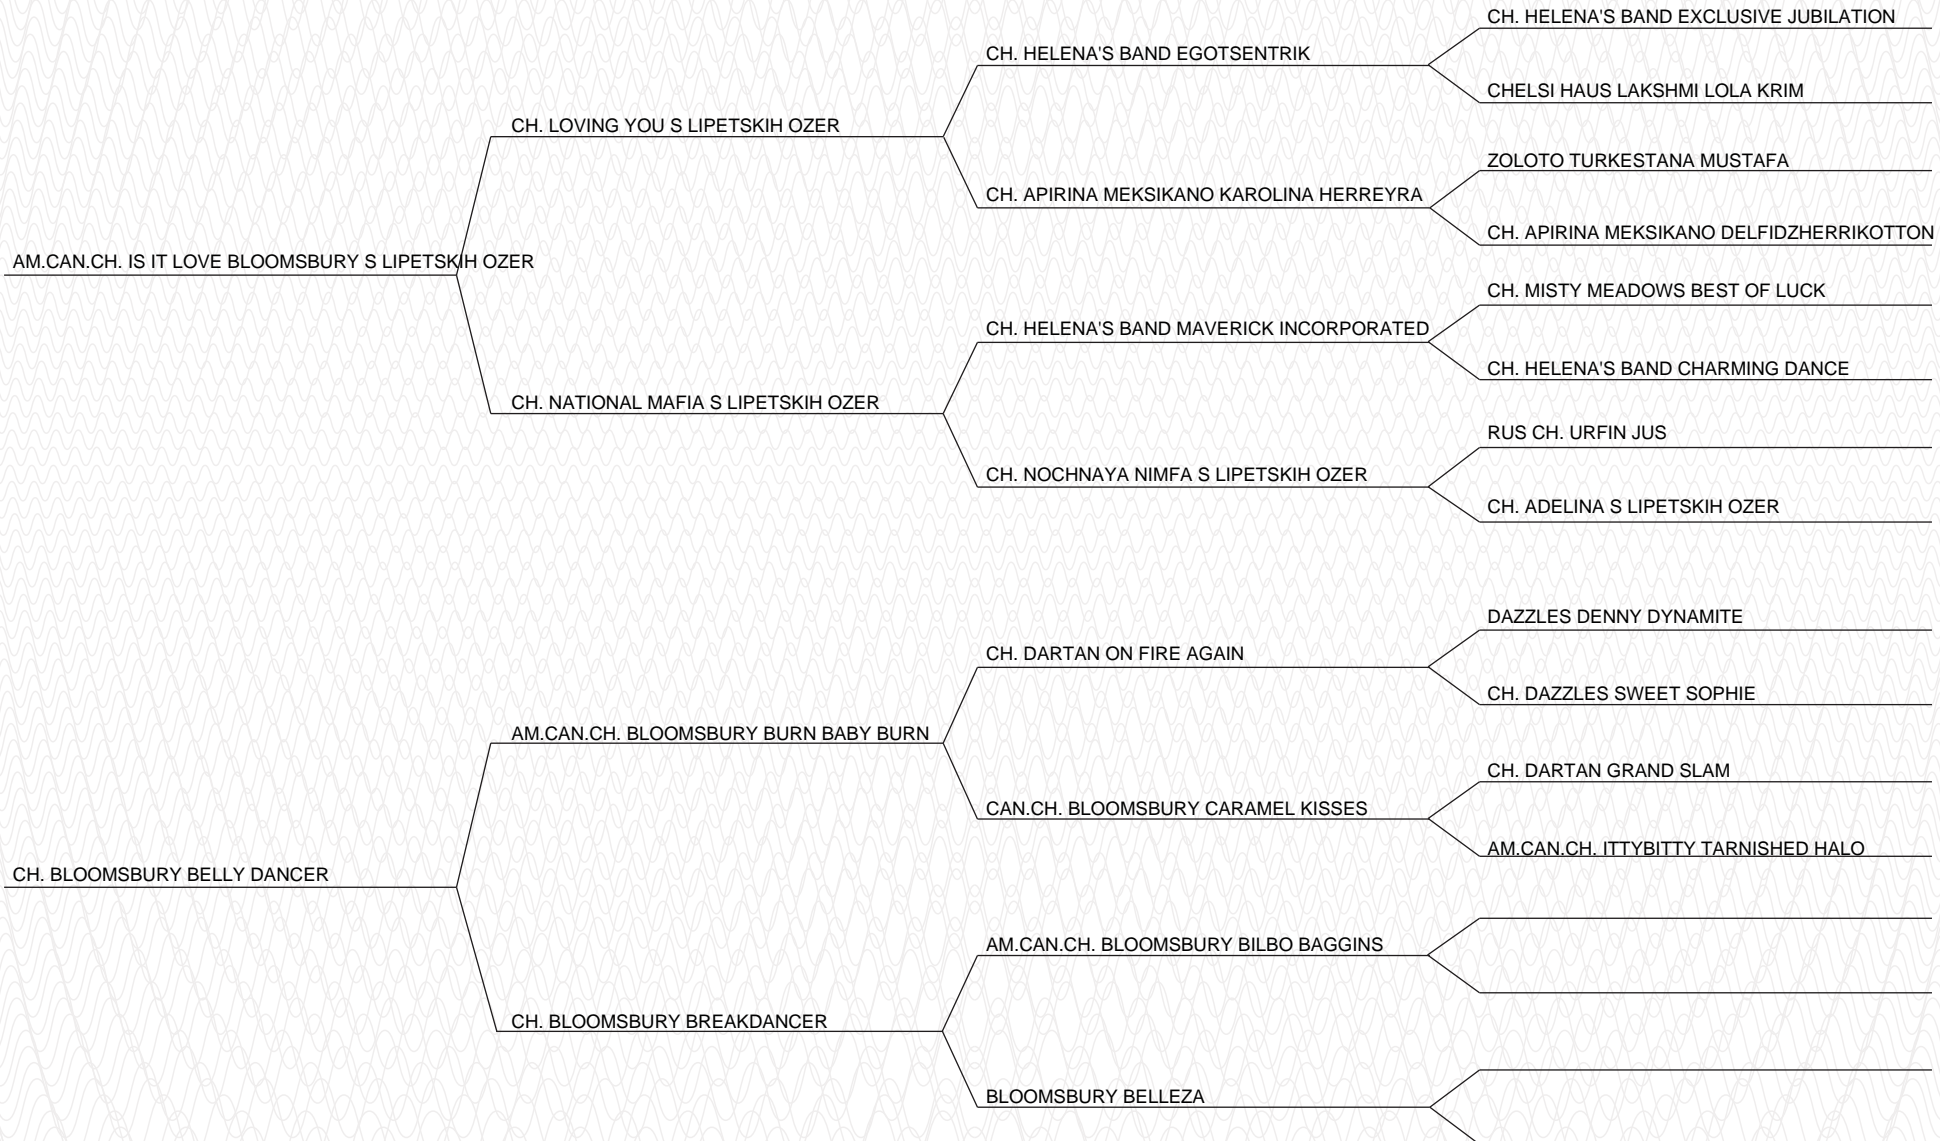 CH. HELENA'S BAND EXCLUSIVE JUBILATION
CH. HELENA'S BAND EGOTSENTRIK
CHELSI HAUS LAKSHMI LOLA KRIM
CH. LOVING YOU S LIPETSKIH OZER
ZOLOTO TURKESTANA MUSTAFA
CH. APIRINA MEKSIKANO KAROLINA HERREYRA
CH. APIRINA MEKSIKANO DELFIDZHERRIKOTTON
AM.CAN.CH. IS IT LOVE BLOOMSBURY S LIPETSKIH OZER
CH. MISTY MEADOWS BEST OF LUCK
CH. HELENA'S BAND MAVERICK INCORPORATED
CH. HELENA'S BAND CHARMING DANCE
CH. NATIONAL MAFIA S LIPETSKIH OZER
RUS CH. URFIN JUS
CH. NOCHNAYA NIMFA S LIPETSKIH OZER
CH. ADELINA S LIPETSKIH OZER
DAZZLES DENNY DYNAMITE
CH. DARTAN ON FIRE AGAIN
CH. DAZZLES SWEET SOPHIE
AM.CAN.CH. BLOOMSBURY BURN BABY BURN
CH. DARTAN GRAND SLAM
CAN.CH. BLOOMSBURY CARAMEL KISSES
AM.CAN.CH. ITTYBITTY TARNISHED HALO
CH. BLOOMSBURY BELLY DANCER
AM.CAN.CH. BLOOMSBURY BILBO BAGGINS
CH. BLOOMSBURY BREAKDANCER
BLOOMSBURY BELLEZA